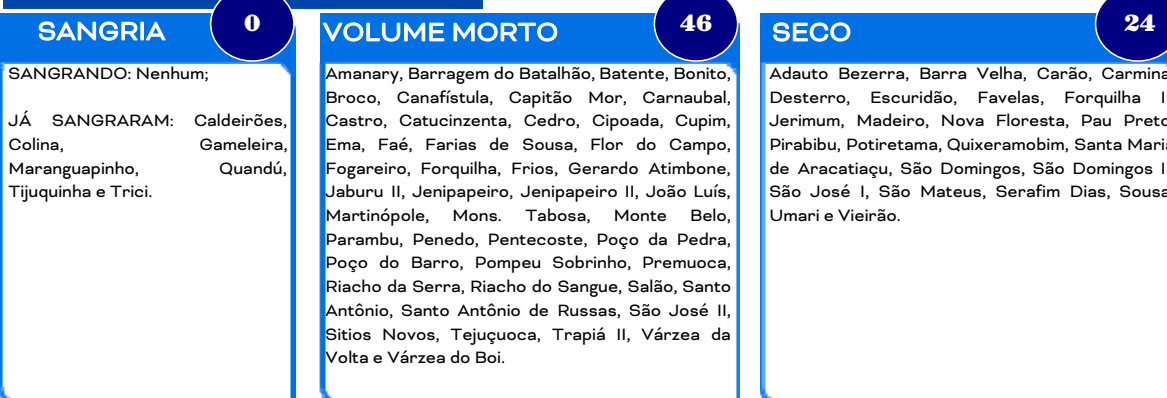 SANGRIA
0
SANGRANDO: Nenhum;
JÁ SANGRARAM: Caldeirões,
Colina, Gameleira,
Maranguapinho, Quandú,
Tijuquinha e Trici.
VOLUME MORTO
46
Amanary, Barragem do Batalhão, Batente, Bonito,
Broco, Canafístula, Capitão Mor, Carnaubal,
Castro, Catucinzenta, Cedro, Cipoada, Cupim,
Ema, Faé, Farias de Sousa, Flor do Campo,
Fogareiro, Forquilha, Frios, Gerardo Atimbone,
Jaburu II, Jenipapeiro, Jenipapeiro II, João Luís,
Martinópole, Mons. Tabosa, Monte Belo,
Parambu, Penedo, Pentecoste, Poço da Pedra,
Poço do Barro, Pompeu Sobrinho, Premuoca,
Riacho da Serra, Riacho do Sangue, Salão, Santo
Antônio, Santo Antônio de Russas, São José II,
Sitios Novos, Tejuçuoca, Trapiá II, Várzea da
Volta e Várzea do Boi.
SECO
24
Adauto Bezerra, Barra Velha, Carão, Carmina
Desterro, Escuridão, Favelas, Forquilha
Jerimum, Madeiro, Nova Floresta, Pau Preto
Pirabibu, Potiretama, Quixeramobim, Santa Maria
de Aracatiaçu, São Domingos, São Domingos
São José I, São Mateus, Serafim Dias, Sousa
Umari e Vieirão.